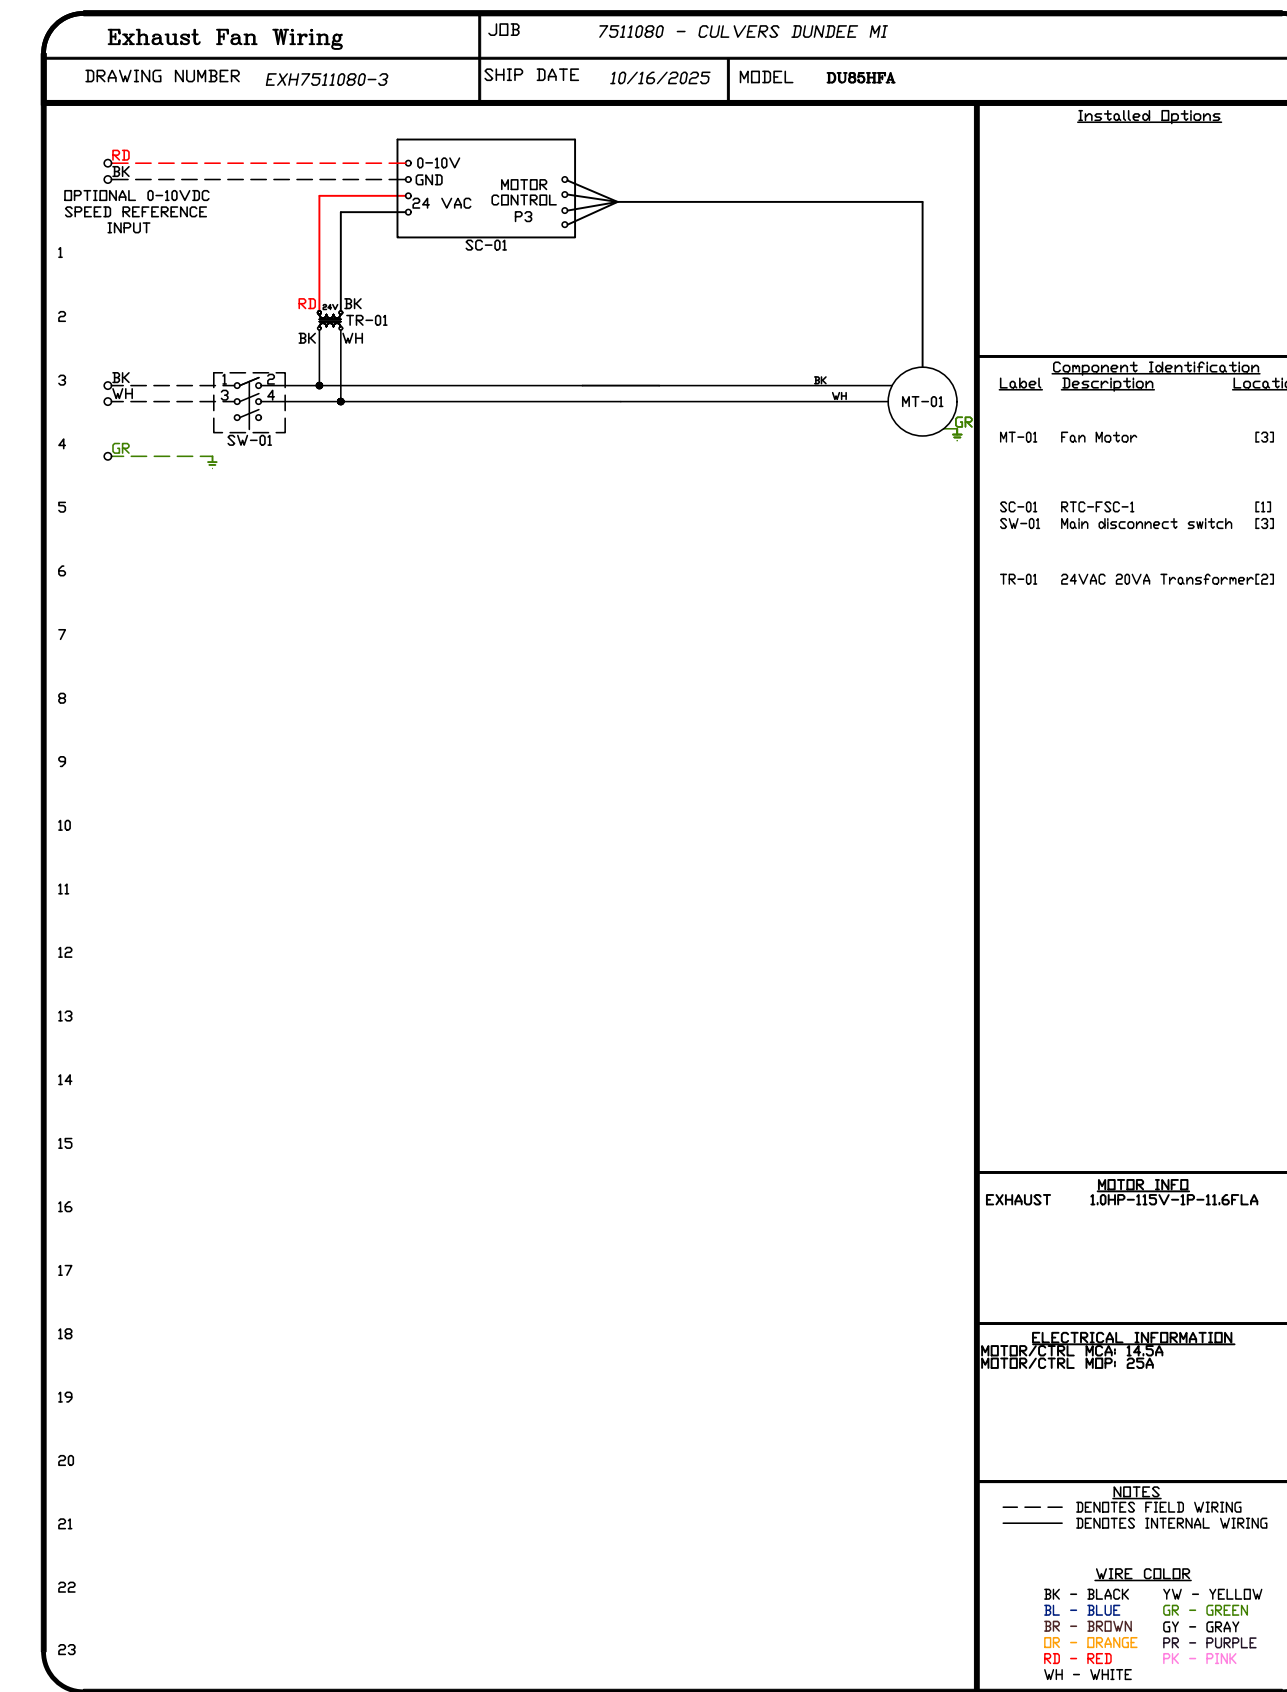 Exhaust Fan Wiring
JOB 7511080 - CULVERS DUNDEE MI
DRAWING NUMBER EXH7511080-3
SHIP DATE 10/16/2025
MODEL DU85HFA
RD
BK
OPTIONAL 0-10VDC
SPEED REFERENCE
INPUT
0-10V
GND
24 VAC
MOTOR
CONTROL
P3
SC-01
1
2
RD 24V BK
TR-01
BK WH
3
BK
WH
1 2
3 4
SW-01
BK
WH
MT-01
GR
4
GR
5
6
7
8
9
10
11
12
13
14
15
16
17
18
19
20
21
22
23
Installed Options
Component Identification
Label Description Locatio
MT-01 Fan Motor [3]
SC-01 RTC-FSC-1 [1]
SW-01 Main disconnect switch [3]
TR-01 24VAC 20VA Transformer[2]
MOTOR INFO
EXHAUST 1.0HP-115V-1P-11.6FLA
ELECTRICAL INFORMATION
MOTOR/CTRL MCA: 14.5A
MOTOR/CTRL MOP: 25A
NOTES
DENOTES FIELD WIRING
DENOTES INTERNAL WIRING
WIRE COLOR
BK - BLACK YW - YELLOW
BL - BLUE GR - GREEN
BR - BROWN GY - GRAY
OR - ORANGE PR - PURPLE
RD - RED PK - PINK
WH - WHITE